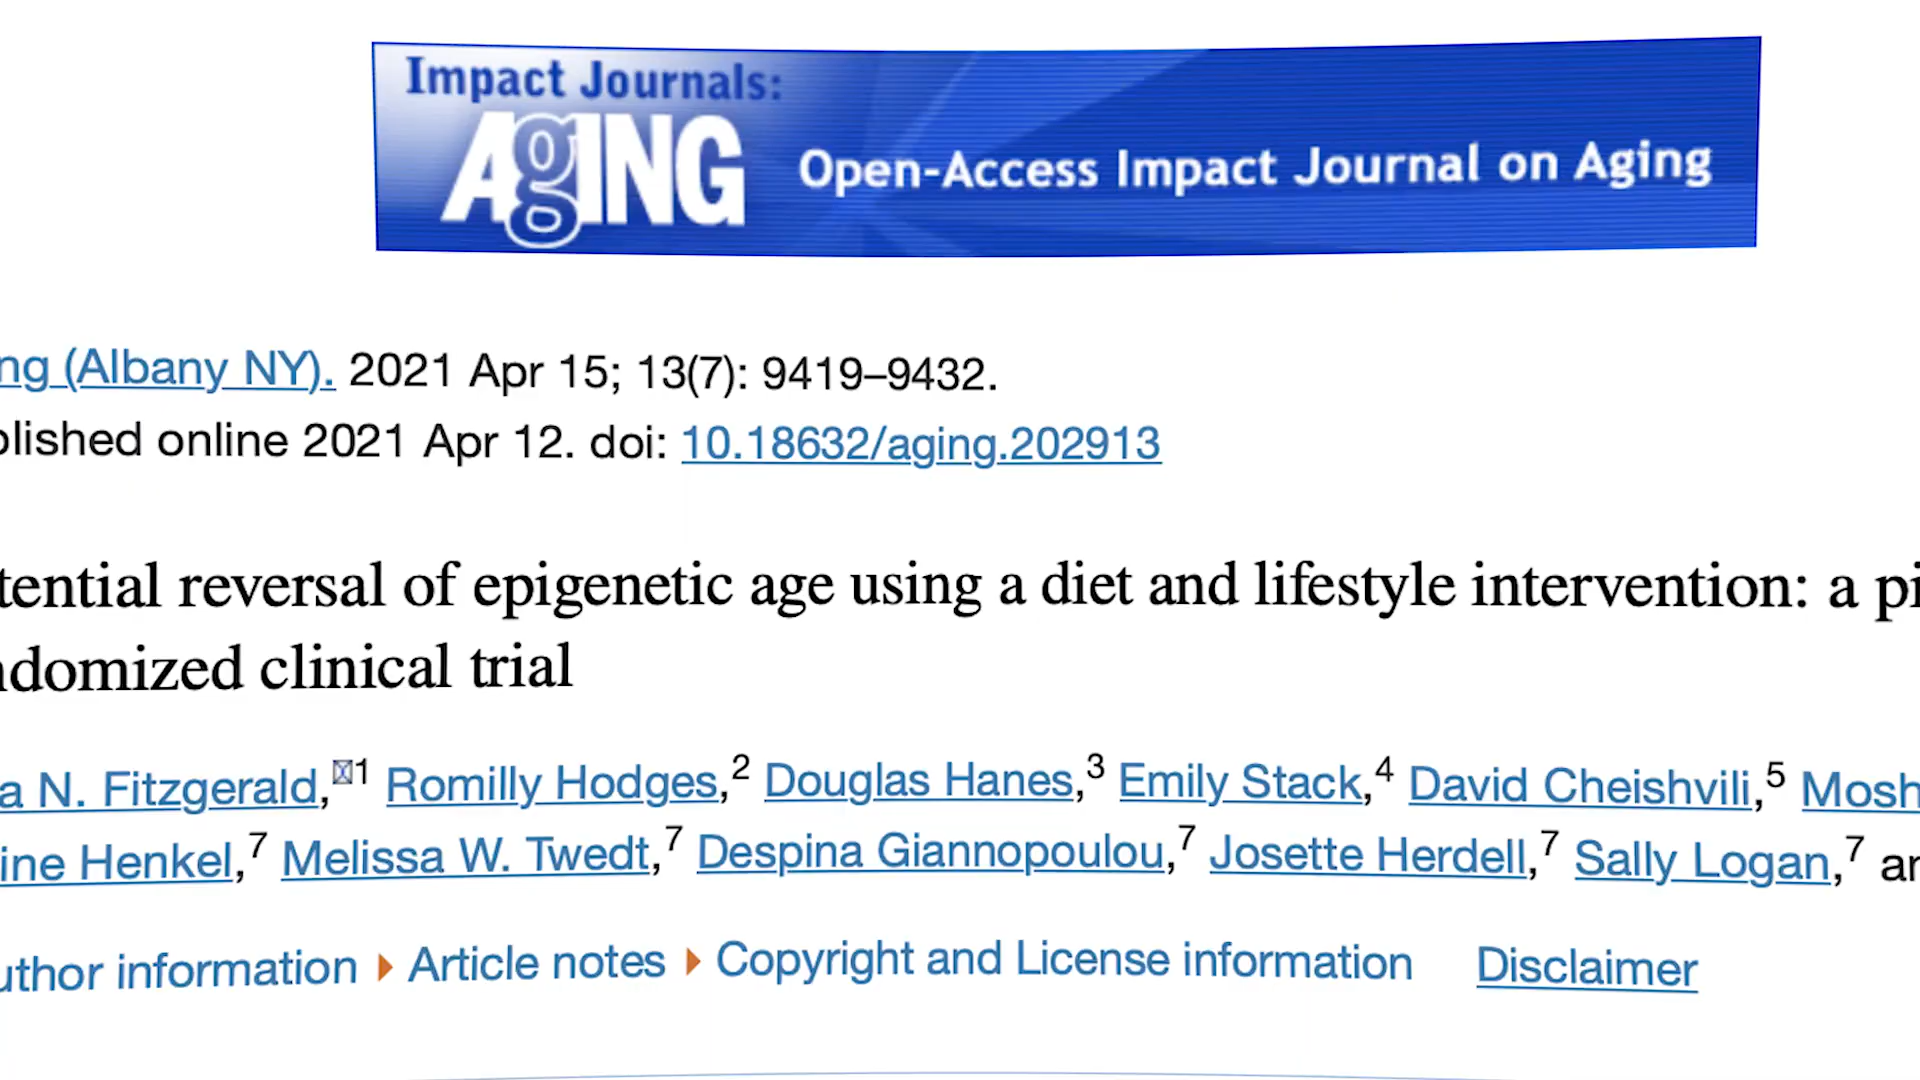 Impact Journals:
AgING
Open-Access Impact Journal on Aging
ng (Albany NY). 2021 Apr 15; 13(7): 9419–9432.
blished online 2021 Apr 12. doi: 10.18632/aging.202913
tential reversal of epigenetic age using a diet and lifestyle intervention: a pi
ndomized clinical trial
a N. Fitzgerald,1 Romilly Hodges,2 Douglas Hanes,3 Emily Stack,4 David Cheishvili,5 Mosh
ine Henkel,7 Melissa W. Twedt,7 Despina Giannopoulou,7 Josette Herdell,7 Sally Logan,7 an
uthor information Article notes Copyright and License information Disclaimer